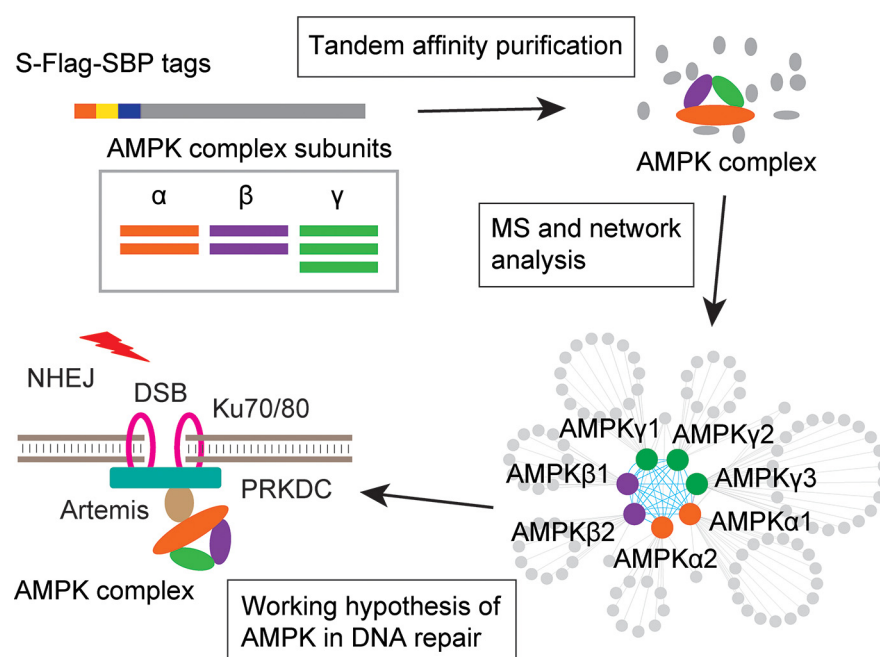 Tandem affinity purification
S-Flag-SBP tags
AMPK complex subunits
α β γ
AMPK complex
MS and network
analysis
AMPKγ1
AMPKγ2
AMPKβ1
AMPKγ3
AMPKα1
AMPKβ2
AMPKα2
NHEJ
DSB
Ku70/80
PRKDC
Artemis
AMPK complex
Working hypothesis of
AMPK in DNA repair